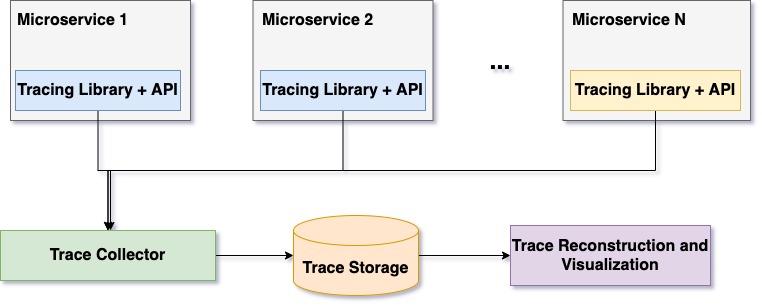 Microservice 1
Microservice 2
Microservice N
...
Tracing Library + API
Tracing Library + API
Tracing Library + API
Trace Collector
Trace Storage
Trace Reconstruction and
Visualization